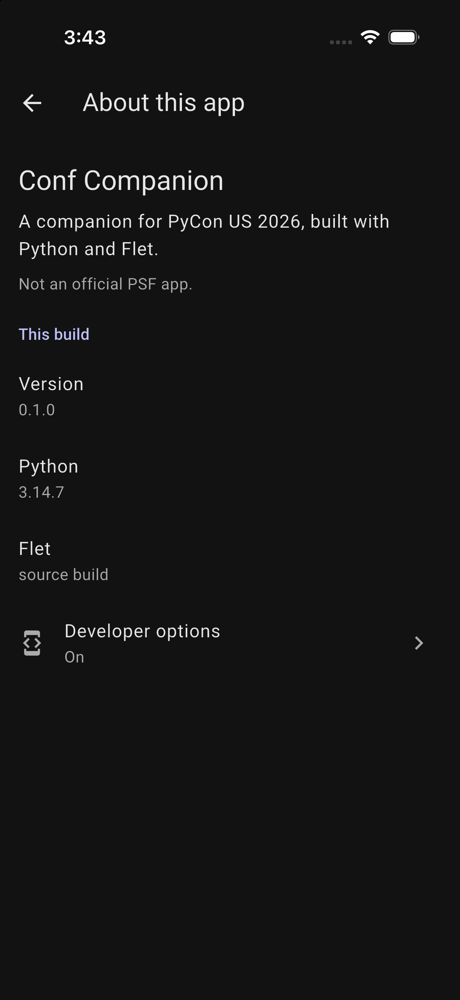 3:43
About this app
Conf Companion
A companion for PyCon US 2026, built with
Python and Flet.
Not an official PSF app.
This build
Version
0.1.0
Python
3.14.7
Flet
source build
Developer options
On